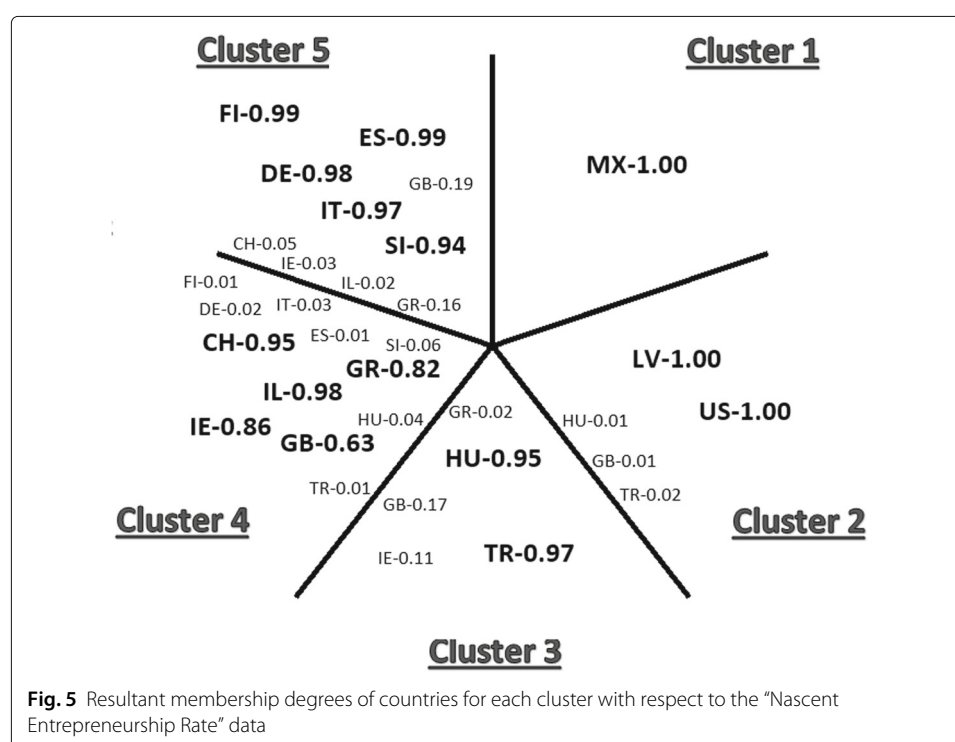 Cluster 5
Cluster 1
FI-0.99
ES-0.99
MX-1.00
DE-0.98
GB-0.19
IT-0.97
SI-0.94
CH-0.05
IE-0.03
IL-0.02
FI-0.01
IT-0.03
GR-0.16
DE-0.02
ES-0.01
CH-0.95
SI-0.06
LV-1.00
GR-0.82
IL-0.98
US-1.00
HU-0.04
GR-0.02
HU-0.01
IE-0.86
GB-0.63
HU-0.95
GB-0.01
TR-0.01
TR-0.02
GB-0.17
Cluster 4
Cluster 2
IE-0.11
TR-0.97
Cluster 3
Fig. 5 Resultant membership degrees of countries for each cluster with respect to the “Nascent
Entrepreneurship Rate” data